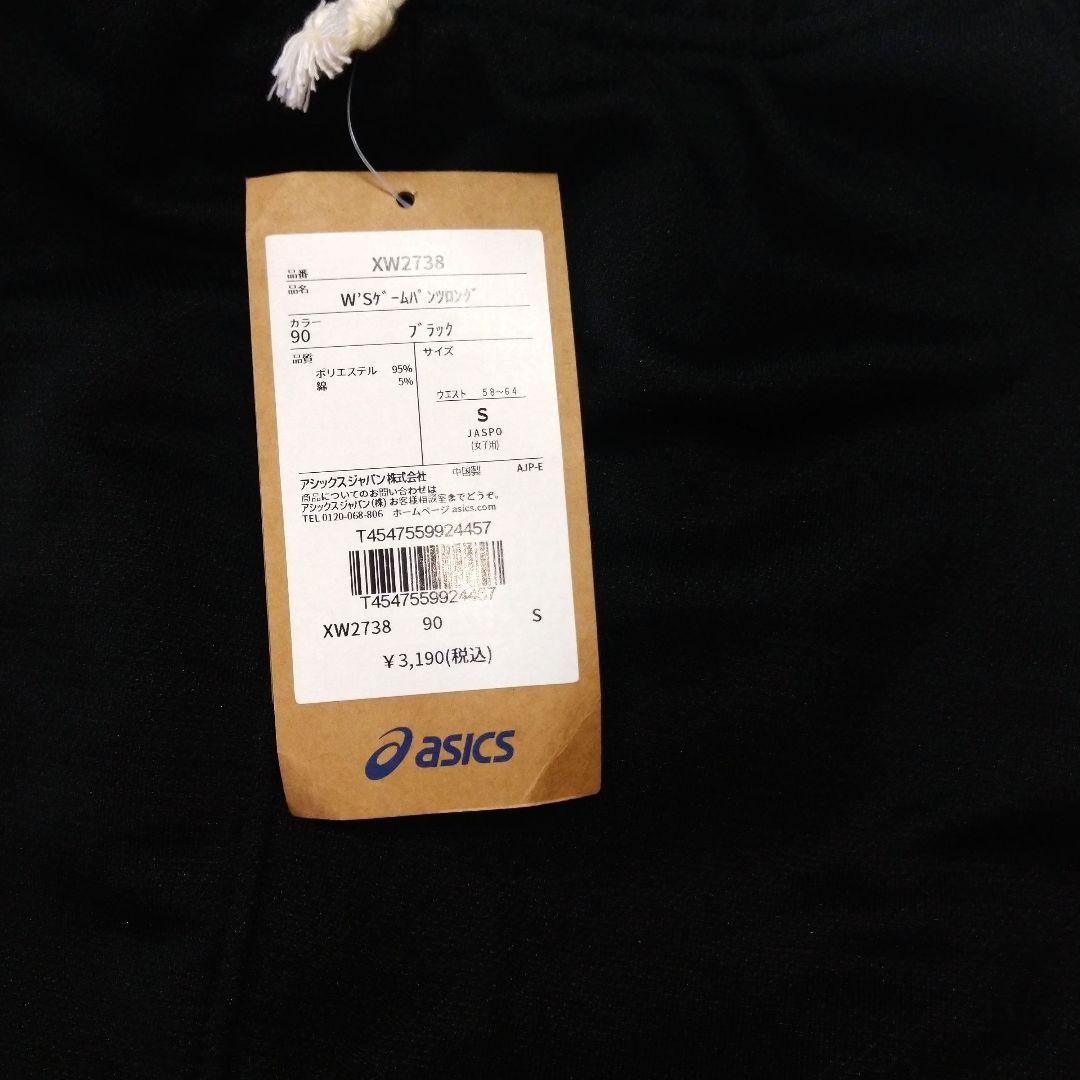 品番 XW2738
品名 W'Sｹﾞｰﾑﾊﾟﾝﾂﾛﾝｸﾞ
カラー
90 ﾌﾞﾗｯｸ
品質
ポリエステル 95%
綿 5%
サイズ
ウエスト 58～64
S
JASPO
(女子用)
アシックスジャパン株式会社 中国製 AJP-E
商品についてのお問い合わせは
アシックスジャパン(株)お客様相談室までどうぞ。
TEL 0120-068-806 ホームページ asics.com
T4547559924457
T4547559924457
XW2738 90 S
¥3,190(税込)
asics